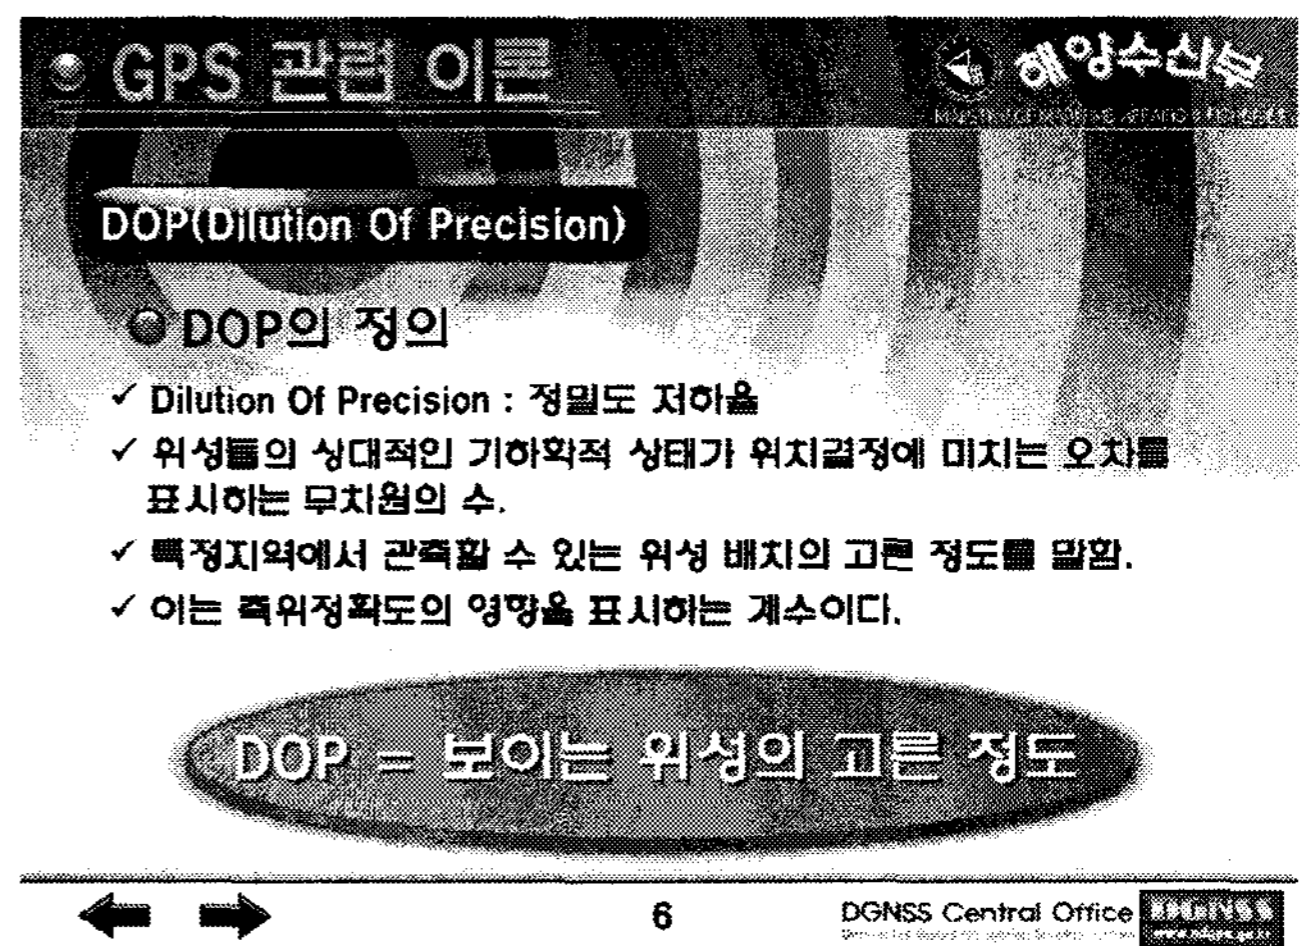 GPS 관련 이론
해양수산부
DOP(Dilution Of Precision)
DOP의 정의
✓ Dilution Of Precision : 정밀도 저하율
✓ 위성들의 상대적인 기하학적 상태가 위치결정에 미치는 오차를
표시하는 무차원의 수.
✓ 특정지역에서 관측할 수 있는 위성 배치의 고른 정도를 말함.
✓ 이는 측위정확도의 영향을 표시하는 계수이다.
DOP = 보이는 위성의 고른 정도
6
DGNSS Central Office